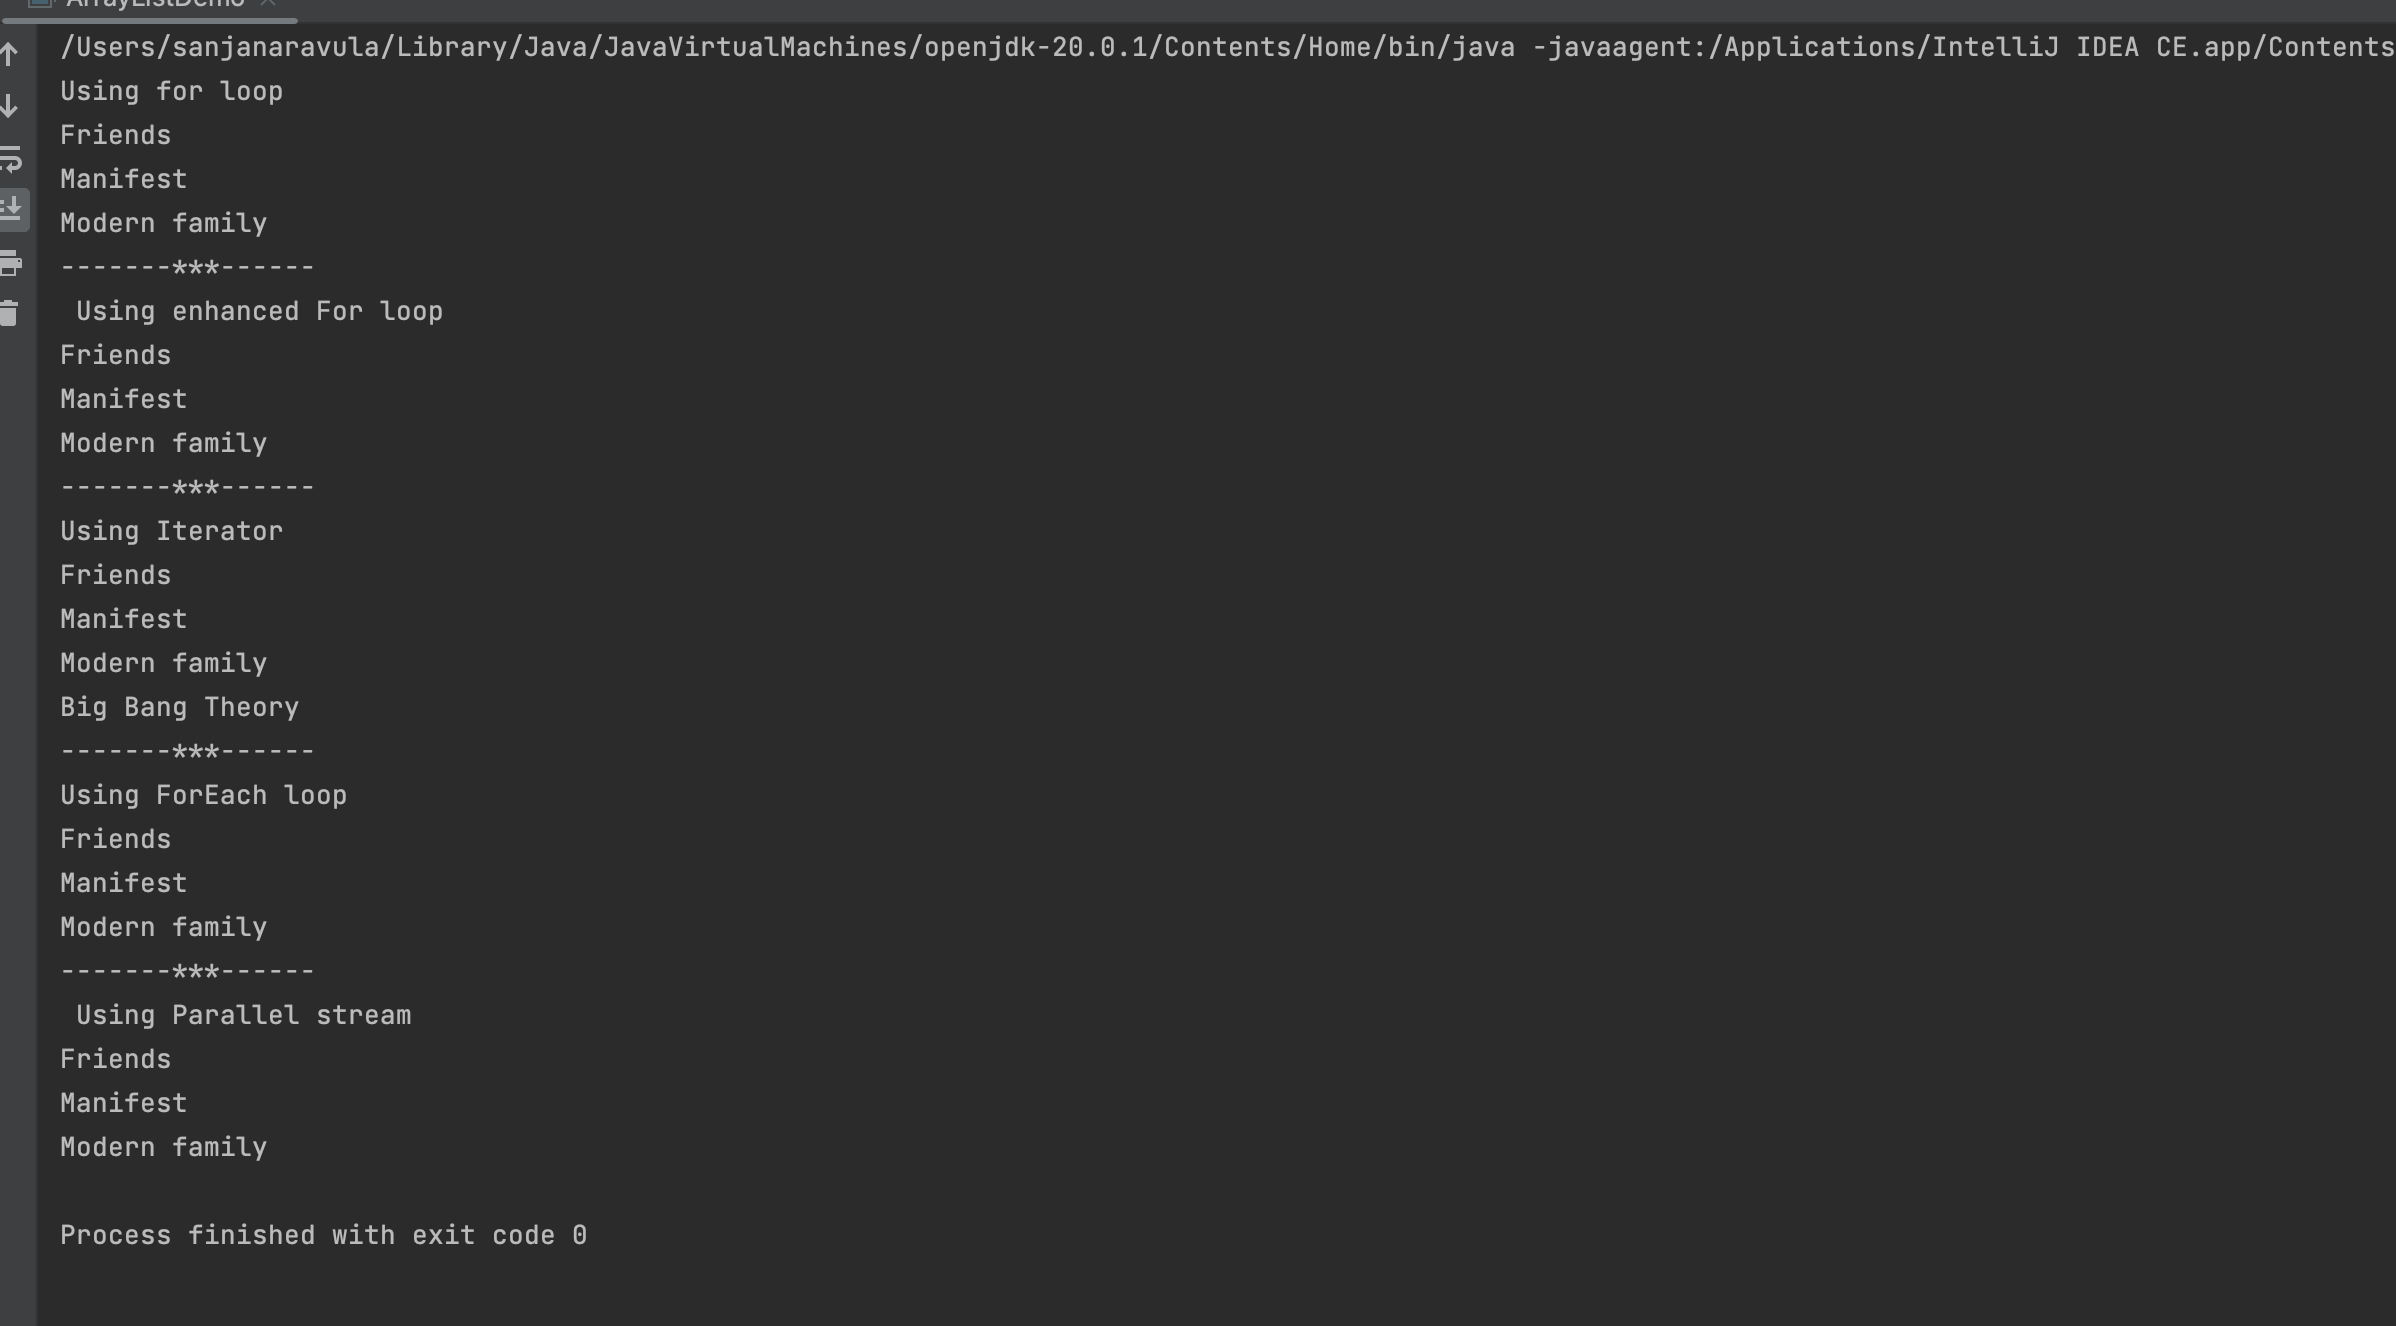 ArrayListDemo
/Users/sanjanaravula/Library/Java/JavaVirtualMachines/openjdk-20.0.1/Contents/Home/bin/java -javaagent:/Applications/IntelliJ IDEA CE.app/Contents
Using for loop
Friends
Manifest
Modern family
-------***------
 Using enhanced For loop
Friends
Manifest
Modern family
-------***------
Using Iterator
Friends
Manifest
Modern family
Big Bang Theory
-------***------
Using ForEach loop
Friends
Manifest
Modern family
-------***------
 Using Parallel stream
Friends
Manifest
Modern family
Process finished with exit code 0